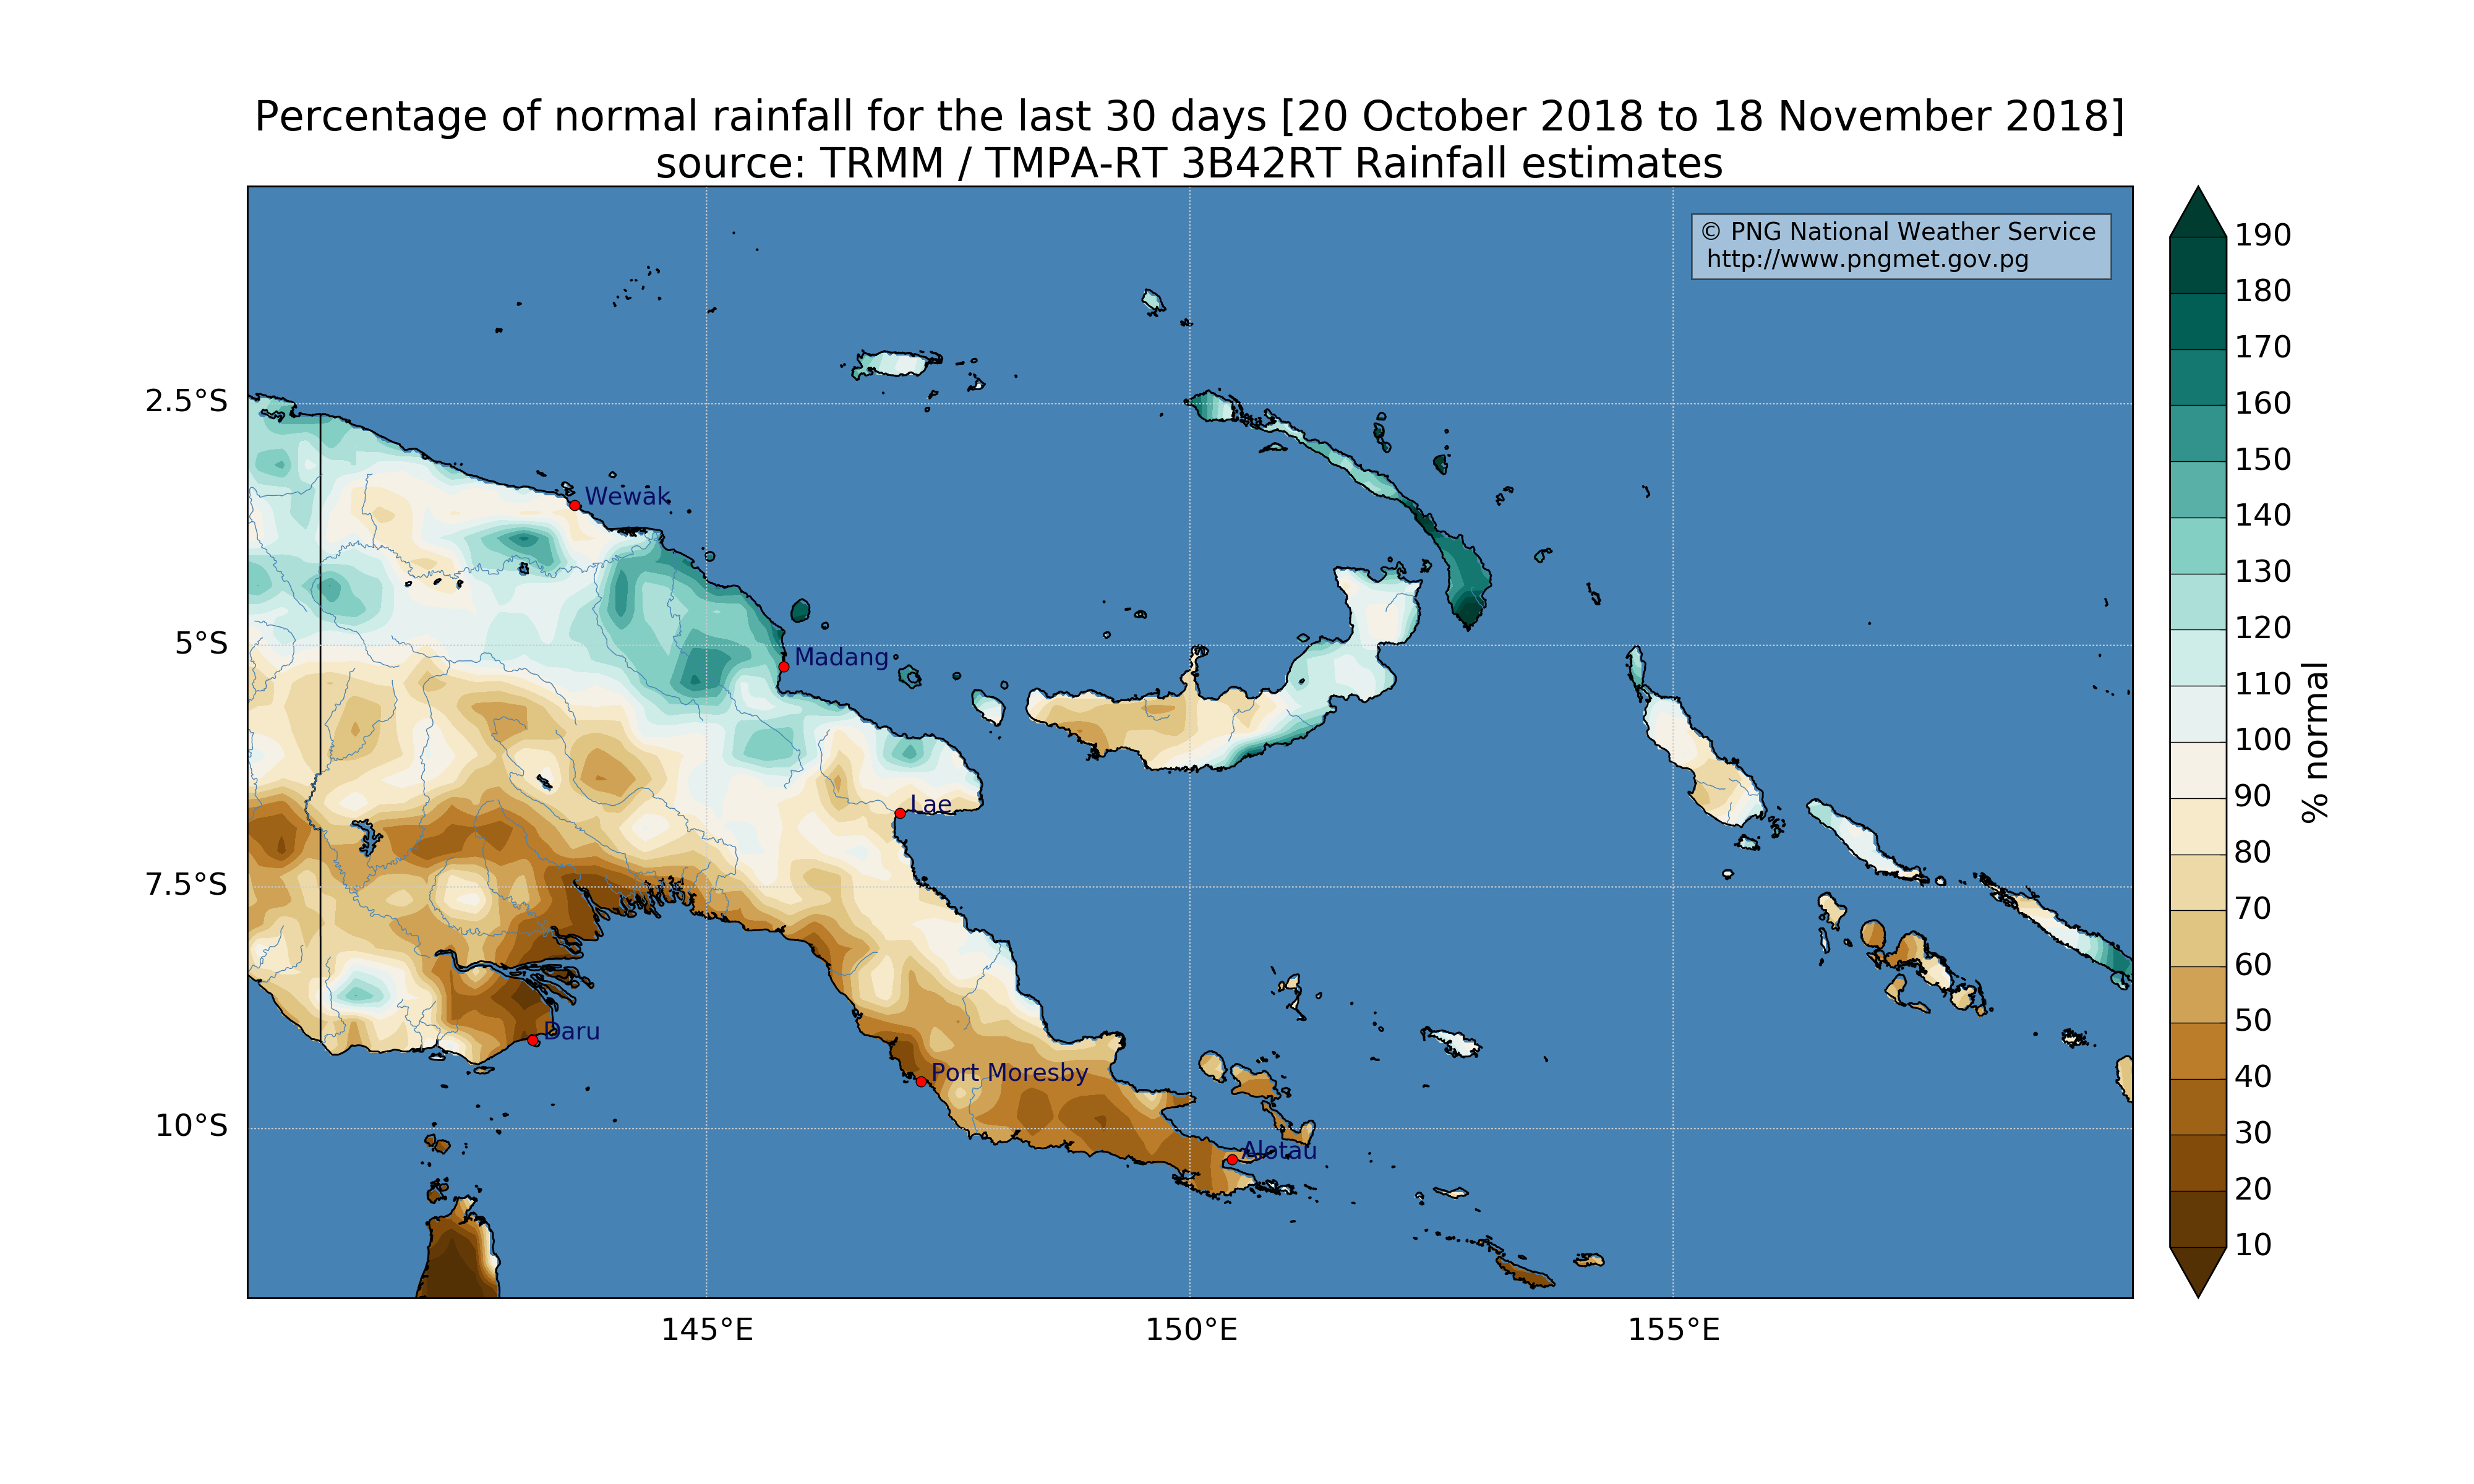 Percentage of normal rainfall for the last 30 days [20 October 2018 to 18 November 2018]
source: TRMM / TMPA-RT 3B42RT Rainfall estimates
© PNG National Weather Service
http://www.pngmet.gov.pg
190
180
170
160
150
140
130
120
110
100
90
80
70
60
50
40
30
20
10
% normal
2.5°S
5°S
7.5°S
10°S
Wewak
Madang
Lae
Daru
Port Moresby
Alotau
145°E
150°E
155°E